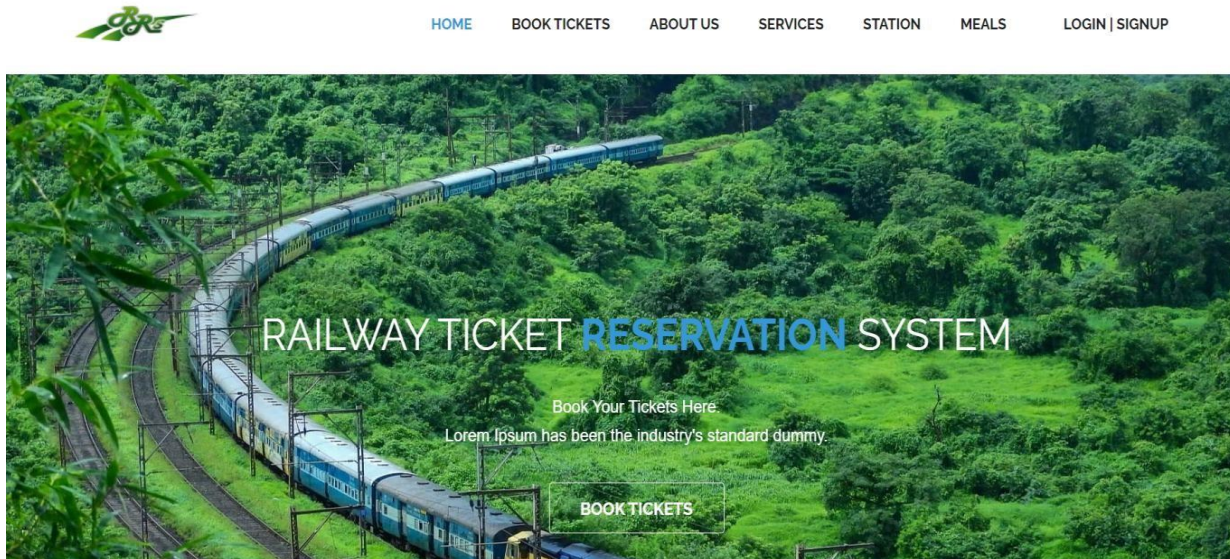 HOME BOOK TICKETS ABOUT US SERVICES STATION MEALS LOGIN | SIGNUP
RAILWAY TICKET RESERVATION SYSTEM
Book Your Tickets Here.
Lorem Ipsum has been the industry's standard dummy.
BOOK TICKETS